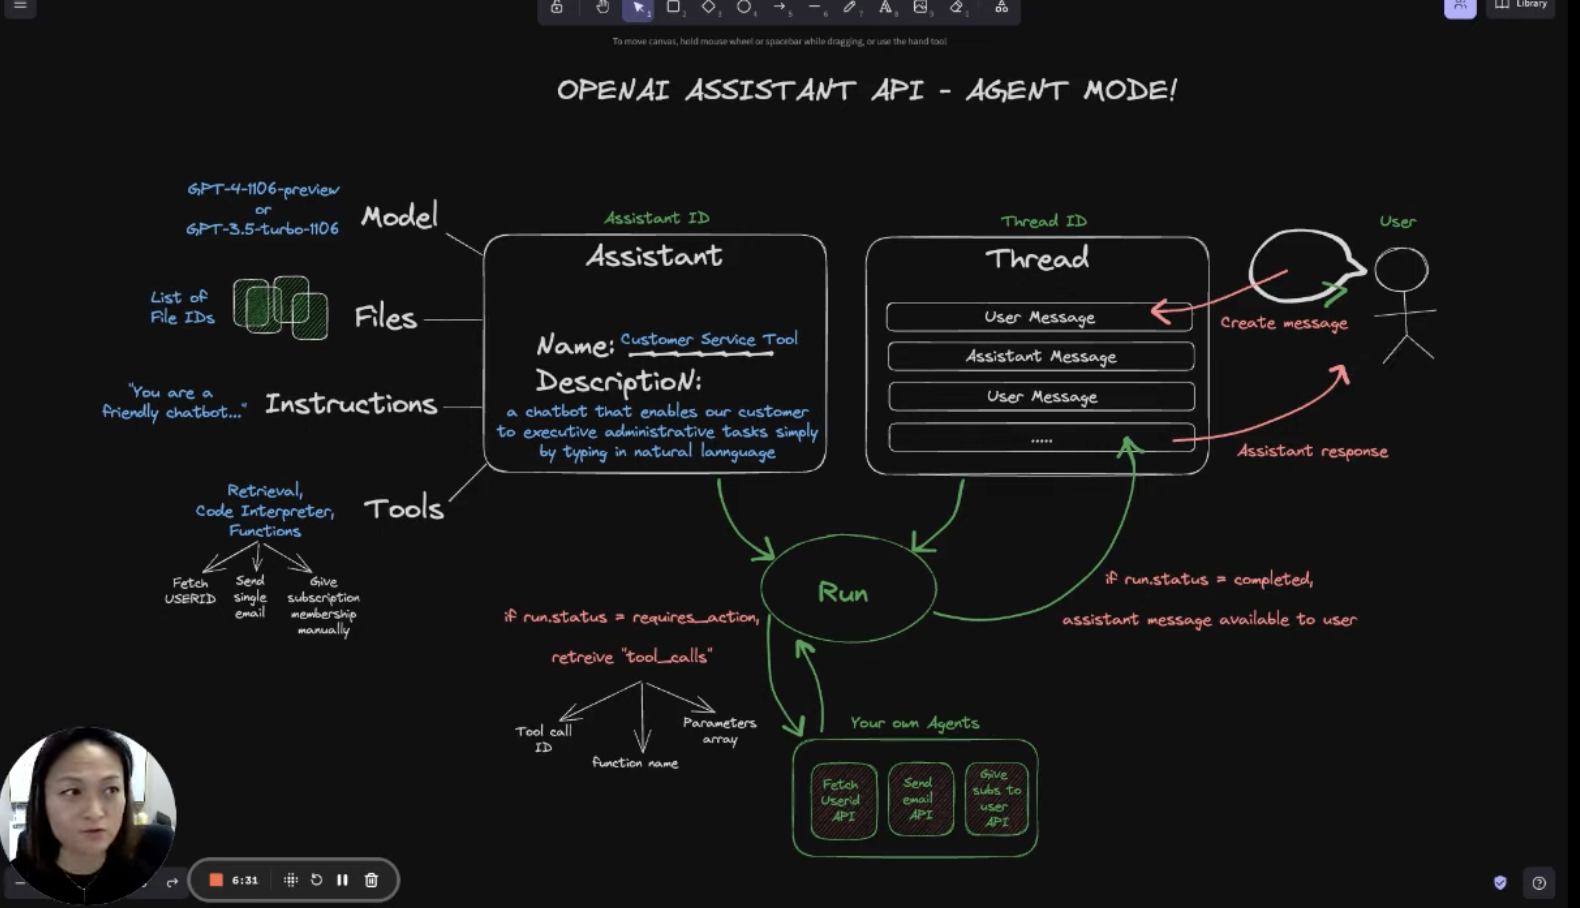 Library
To move canvas, hold mouse wheel or spacebar while dragging, or use the hand tool
OPENAI ASSISTANT API - AGENT MODE!
GPT-4-1106-preview
or
GPT-3.5-turbo-1106
Model
List of
File IDs
Files
"You are a
friendly chatbot..."
Instructions
Retrieval,
Code Interpreter,
Functions
Tools
Fetch
USERID
Send
single
email
Give
subscription
membership
manually
Assistant ID
Assistant
Name: Customer Service Tool
Description:
a chatbot that enables our customer
to executive administrative tasks simply
by typing in natural lannguage
Thread ID
Thread
User Message
Assistant Message
User Message
.....
User
Create message
Assistant response
Run
if run.status = completed,
assistant message available to user
if run.status = requires_action,
retreive "tool_calls"
Tool call
ID
function name
Parameters
array
Your own Agents
Fetch
Userid
API
Send
email
API
Give
subs to
user
API
6:31